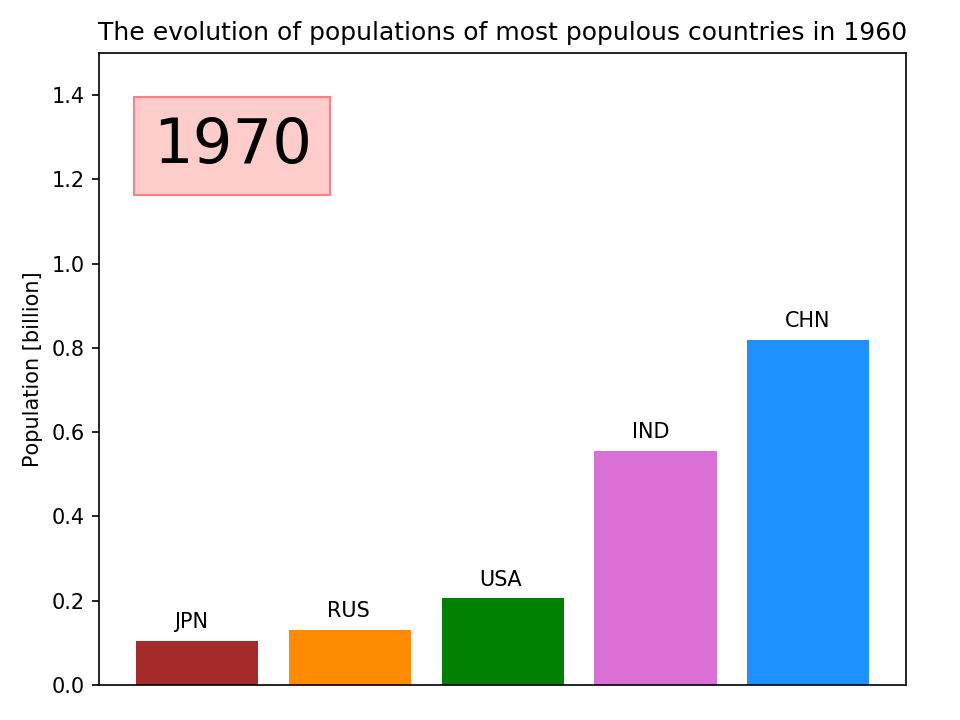 The evolution of populations of most populous countries in 1960
1970
Population [billion]
1.4
1.2
1.0
0.8
0.6
0.4
0.2
0.0
JPN
RUS
USA
IND
CHN